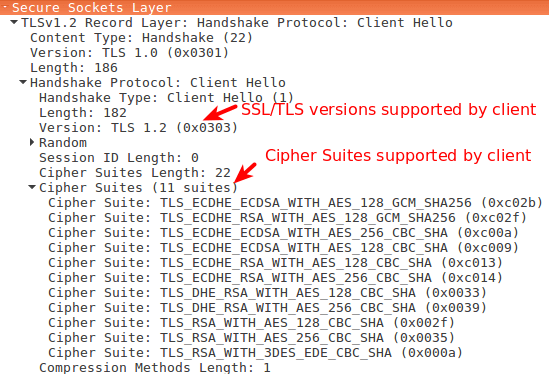 Secure Sockets Layer
TLSv1.2 Record Layer: Handshake Protocol: Client Hello
Content Type: Handshake (22)
Version: TLS 1.0 (0x0301)
Length: 186
Handshake Protocol: Client Hello
Handshake Type: Client Hello (1)
Length: 182
SSL/TLS versions supported by client
Version: TLS 1.2 (0x0303)
Random
Session ID Length: 0
Cipher Suites supported by client
Cipher Suites Length: 22
Cipher Suites (11 suites)
Cipher Suite: TLS_ECDHE_ECDSA_WITH_AES_128_GCM_SHA256 (0xc02b)
Cipher Suite: TLS_ECDHE_RSA_WITH_AES_128_GCM_SHA256 (0xc02f)
Cipher Suite: TLS_ECDHE_ECDSA_WITH_AES_256_CBC_SHA (0xc00a)
Cipher Suite: TLS_ECDHE_ECDSA_WITH_AES_128_CBC_SHA (0xc009)
Cipher Suite: TLS_ECDHE_RSA_WITH_AES_128_CBC_SHA (0xc013)
Cipher Suite: TLS_ECDHE_RSA_WITH_AES_256_CBC_SHA (0xc014)
Cipher Suite: TLS_DHE_RSA_WITH_AES_128_CBC_SHA (0x0033)
Cipher Suite: TLS_DHE_RSA_WITH_AES_256_CBC_SHA (0x0039)
Cipher Suite: TLS_RSA_WITH_AES_128_CBC_SHA (0x002f)
Cipher Suite: TLS_RSA_WITH_AES_256_CBC_SHA (0x0035)
Cipher Suite: TLS_RSA_WITH_3DES_EDE_CBC_SHA (0x000a)
Compression Methods Length: 1